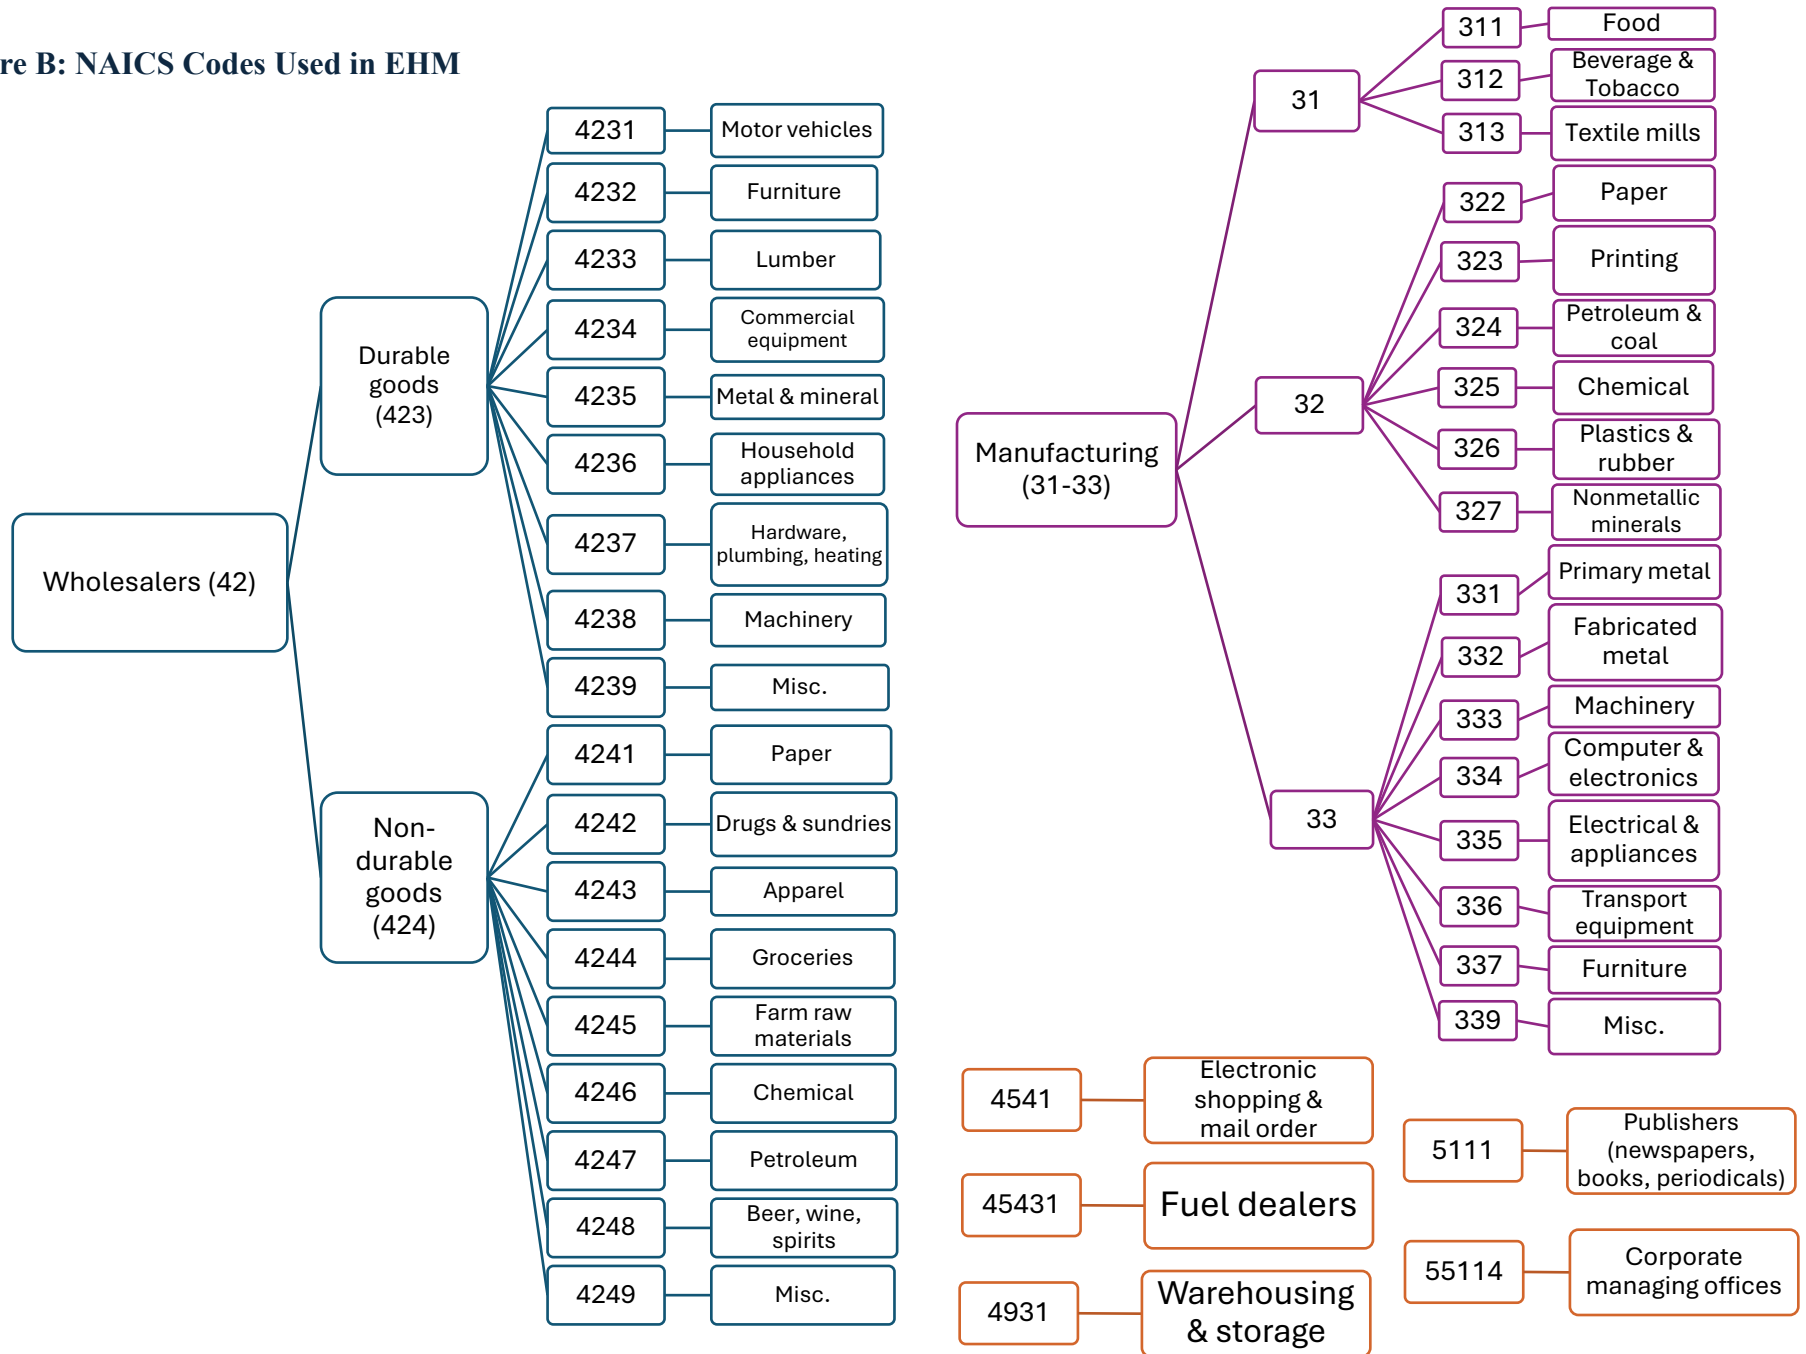 re B: NAICS Codes Used in EHM
Wholesalers (42)
Durable
goods
(423)
4231
Motor vehicles
4232
Furniture
4233
Lumber
4234
Commercial
equipment
4235
Metal & mineral
4236
Household
appliances
4237
Hardware,
plumbing, heating
4238
Machinery
4239
Misc.
Non-
durable
goods
(424)
4241
Paper
4242
Drugs & sundries
4243
Apparel
4244
Groceries
4245
Farm raw
materials
4246
Chemical
4247
Petroleum
4248
Beer, wine,
spirits
4249
Misc.
Manufacturing
(31-33)
31
311
Food
312
Beverage &
Tobacco
313
Textile mills
32
322
Paper
323
Printing
324
Petroleum &
coal
325
Chemical
326
Plastics &
rubber
327
Nonmetallic
minerals
33
331
Primary metal
332
Fabricated
metal
333
Machinery
334
Computer &
electronics
335
Electrical &
appliances
336
Transport
equipment
337
Furniture
339
Misc.
4541
Electronic
shopping &
mail order
45431
Fuel dealers
4931
Warehousing
& storage
5111
Publishers
(newspapers,
books, periodicals)
55114
Corporate
managing offices